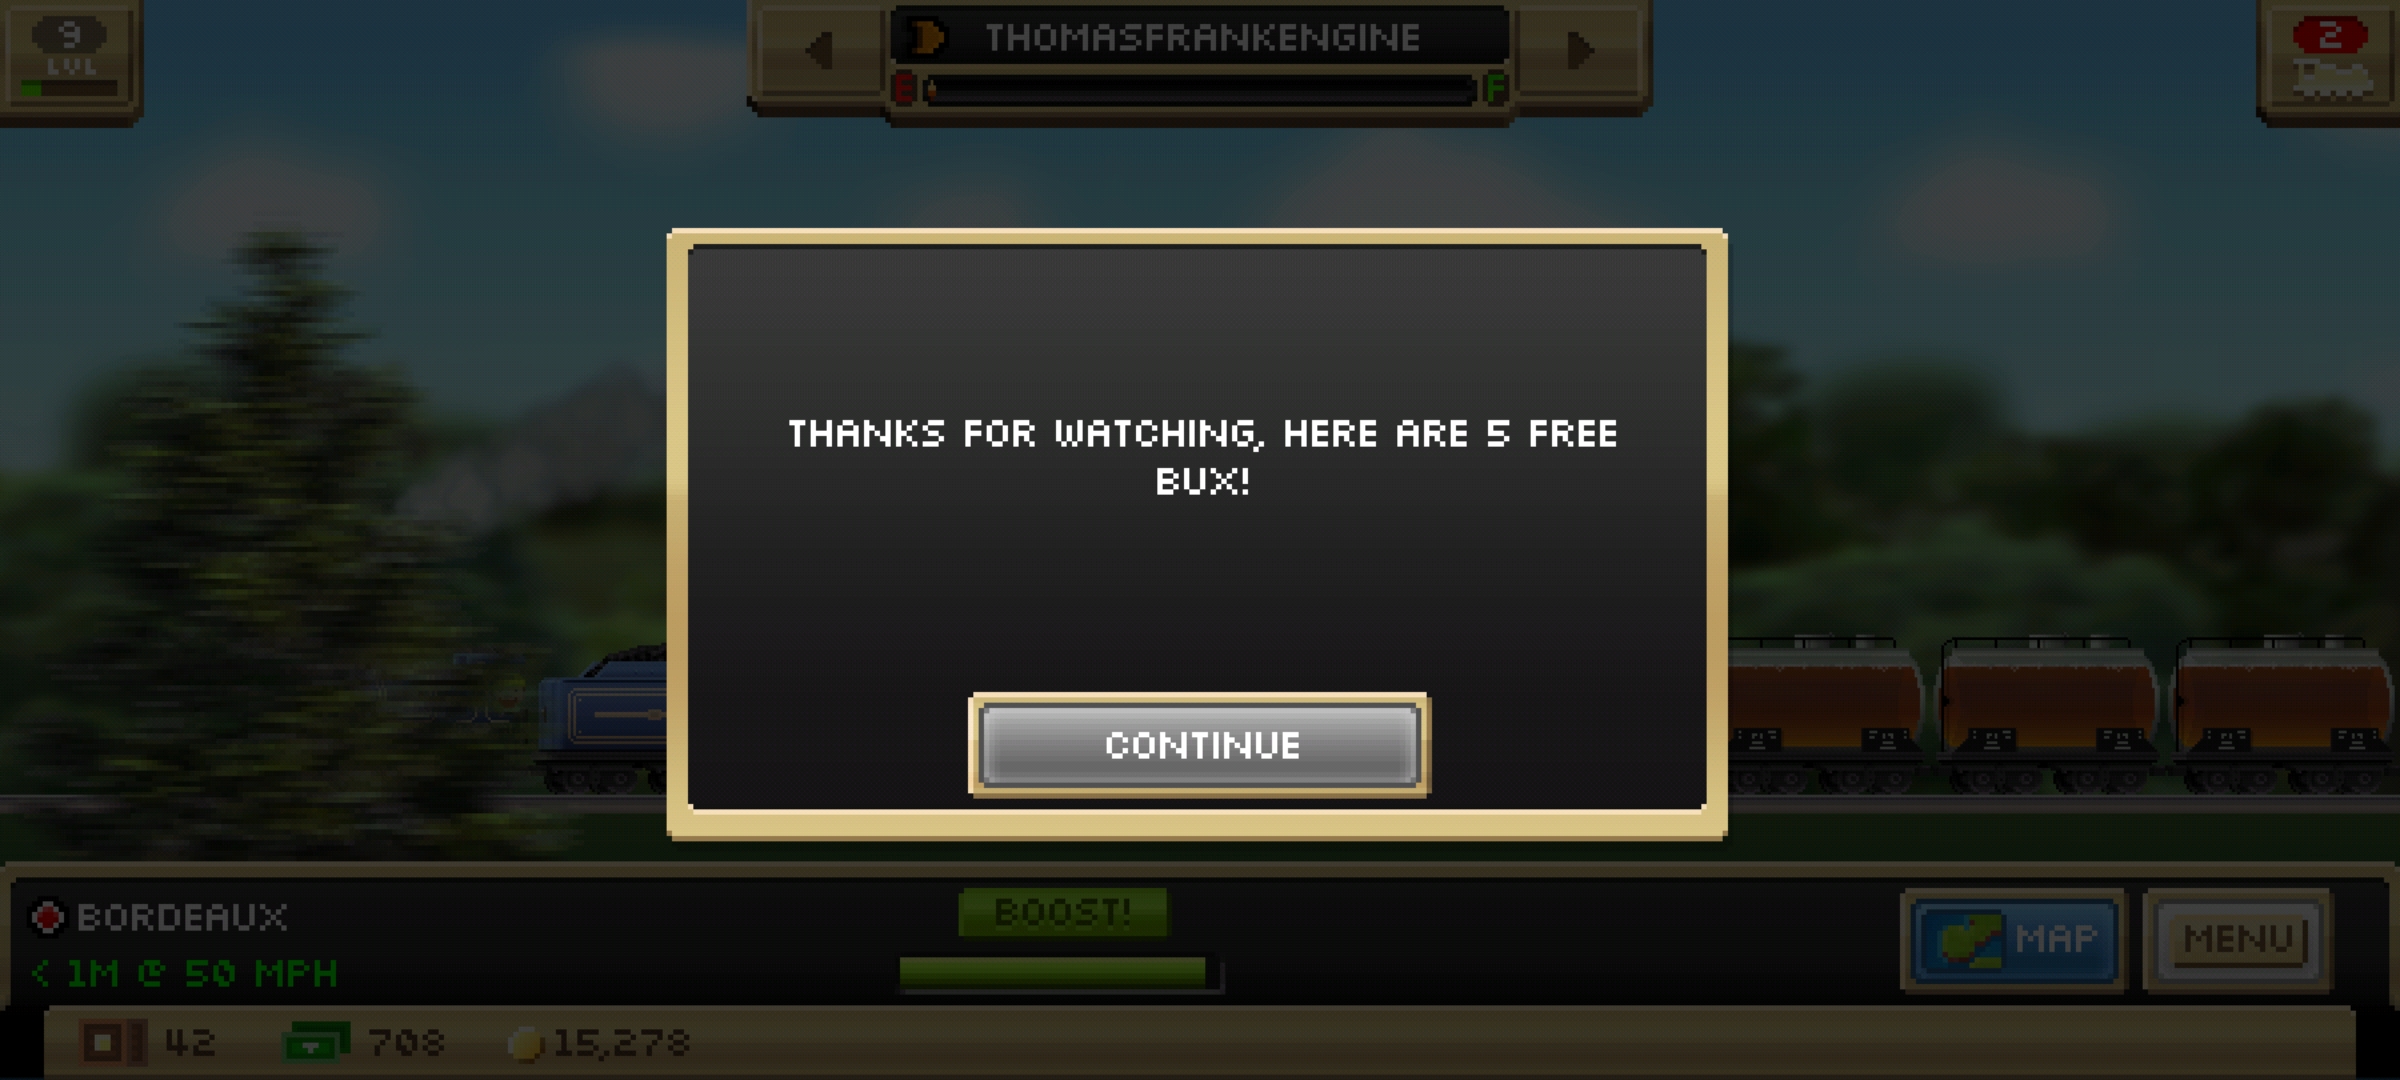 9
LVL
THOMASFRANKENGINE
E F
2
THANKS FOR WATCHING, HERE ARE 5 FREE
BUX!
CONTINUE
BORDEAUX
< 1M @ 50 MPH
BOOST!
MAP
MENU
42 708 15,278